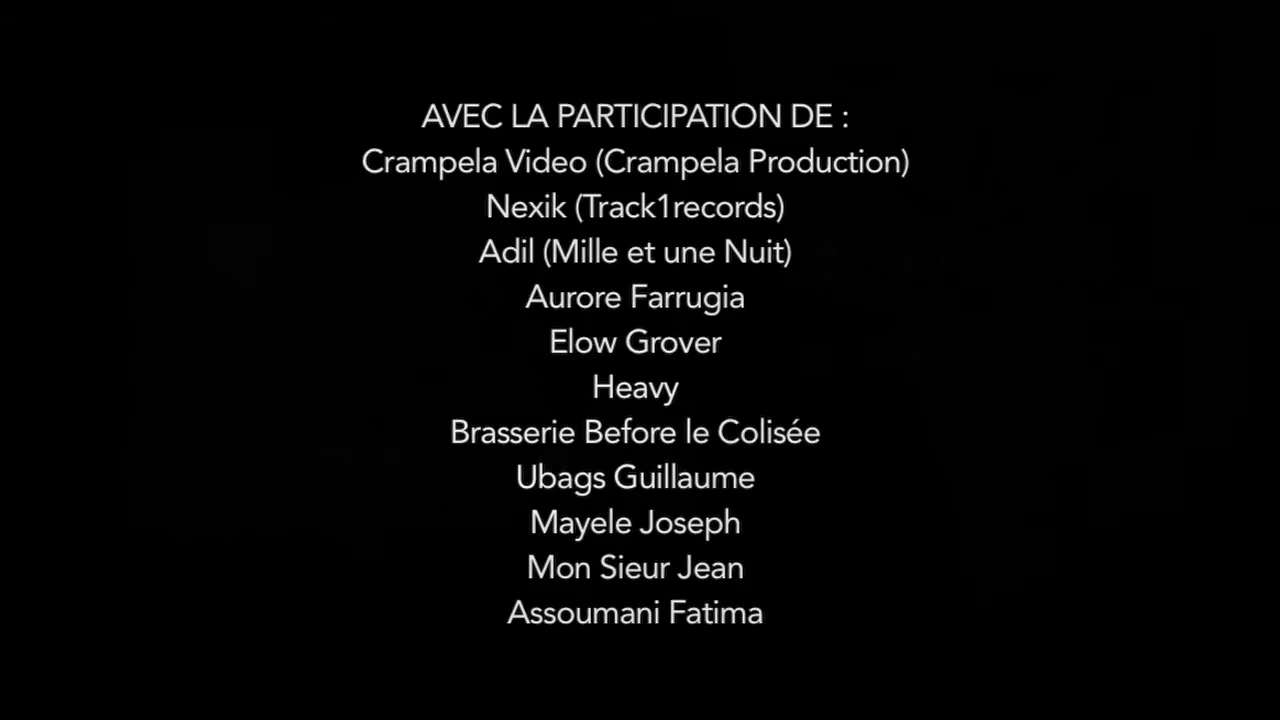 AVEC LA PARTICIPATION DE :
Crampela Video (Crampela Production)
Nexik (Track1records)
Adil (Mille et une Nuit)
Aurore Farrugia
Elow Grover
Heavy
Brasserie Before le Colisée
Ubags Guillaume
Mayele Joseph
Mon Sieur Jean
Assoumani Fatima